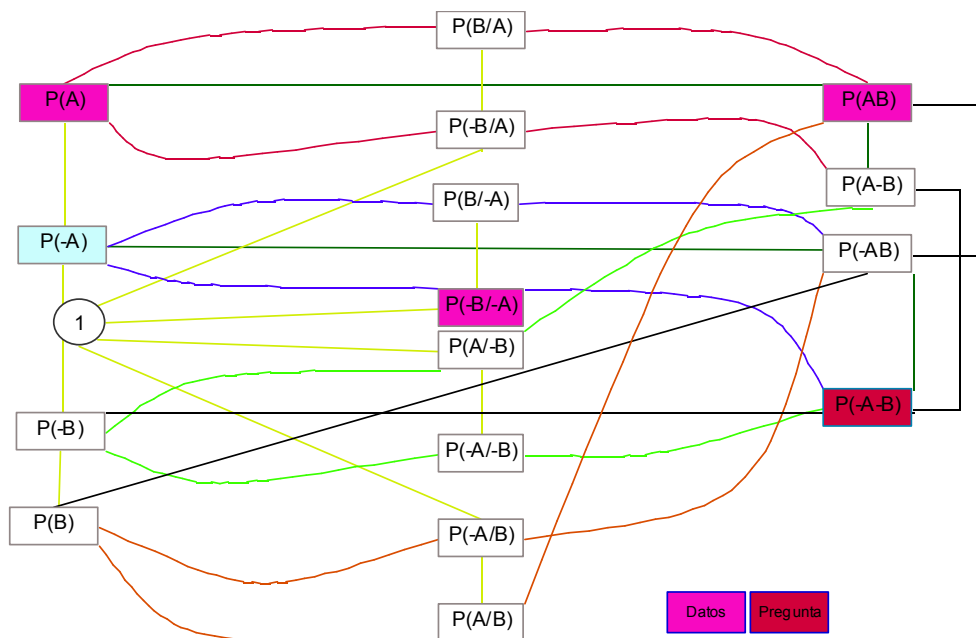 P(B/A)
P(A)
P(AB)
P(-B/A)
P(A-B)
P(B/-A)
P(-A)
P(-AB)
P(-B/-A)
1
P(A/-B)
P(-A-B)
P(-B)
P(-A/-B)
P(B)
P(-A/B)
P(A/B)
Datos
Pregunta